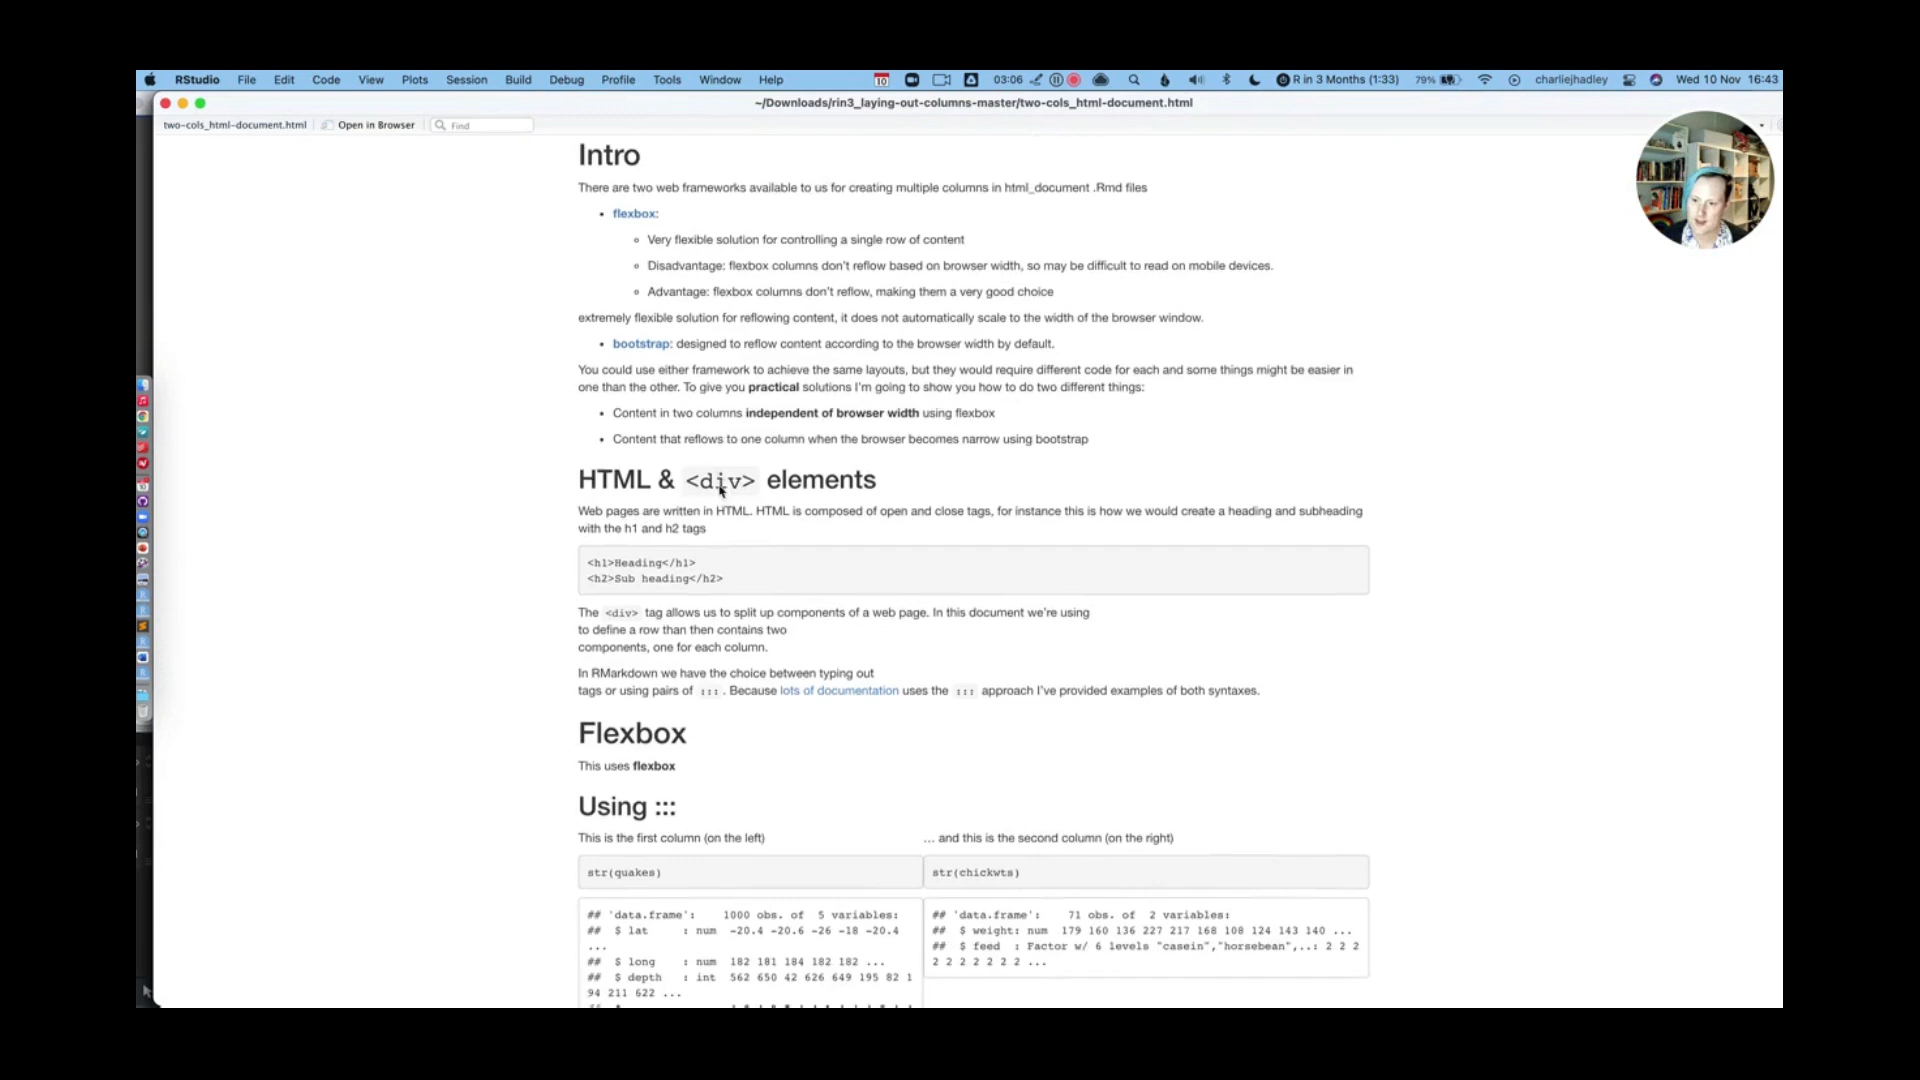 RStudio File Edit Code View Plots Session Build Debug Profile Tools Window Help 10 03:06 R in 3 Months (1:33) 79% charliejhadley Wed 10 Nov 16:43
~/Downloads/rin3_laying-out-columns-master/two-cols_html-document.html
two-cols_html-document.html Open in Browser Find
Intro
There are two web frameworks available to us for creating multiple columns in html_document .Rmd files
• flexbox:
Very flexible solution for controlling a single row of content
Disadvantage: flexbox columns don't reflow based on browser width, so may be difficult to read on mobile devices.
Advantage: flexbox columns don't reflow, making them a very good choice
extremely flexible solution for reflowing content, it does not automatically scale to the width of the browser window.
• bootstrap: designed to reflow content according to the browser width by default.
You could use either framework to achieve the same layouts, but they would require different code for each and some things might be easier in
one than the other. To give you practical solutions I'm going to show you how to do two different things:
• Content in two columns independent of browser width using flexbox
• Content that reflows to one column when the browser becomes narrow using bootstrap
HTML & <div> elements
Web pages are written in HTML. HTML is composed of open and close tags, for instance this is how we would create a heading and subheading
with the h1 and h2 tags
<h1>Heading</h1>
<h2>Sub heading</h2>
The <div> tag allows us to split up components of a web page. In this document we're using
to define a row than then contains two
components, one for each column.
In RMarkdown we have the choice between typing out
tags or using pairs of :::. Because lots of documentation uses the ::: approach I've provided examples of both syntaxes.
Flexbox
This uses flexbox
Using :::
This is the first column (on the left)
str(quakes)
## 'data.frame': 1000 obs. of 5 variables:
## $ lat : num -20.4 -20.6 -26 -18 -20.4
...
## $ long : num 182 181 184 182 182 ...
## $ depth : int 562 650 42 626 649 195 82 1
94 211 622 ...
... and this is the second column (on the right)
str(chickwts)
## 'data.frame': 71 obs. of 2 variables:
## $ weight: num 179 160 136 227 217 168 108 124 143 140 ...
## $ feed : Factor w/ 6 levels "casein","horsebean",..: 2 2 2
2 2 2 2 2 2 2 ...